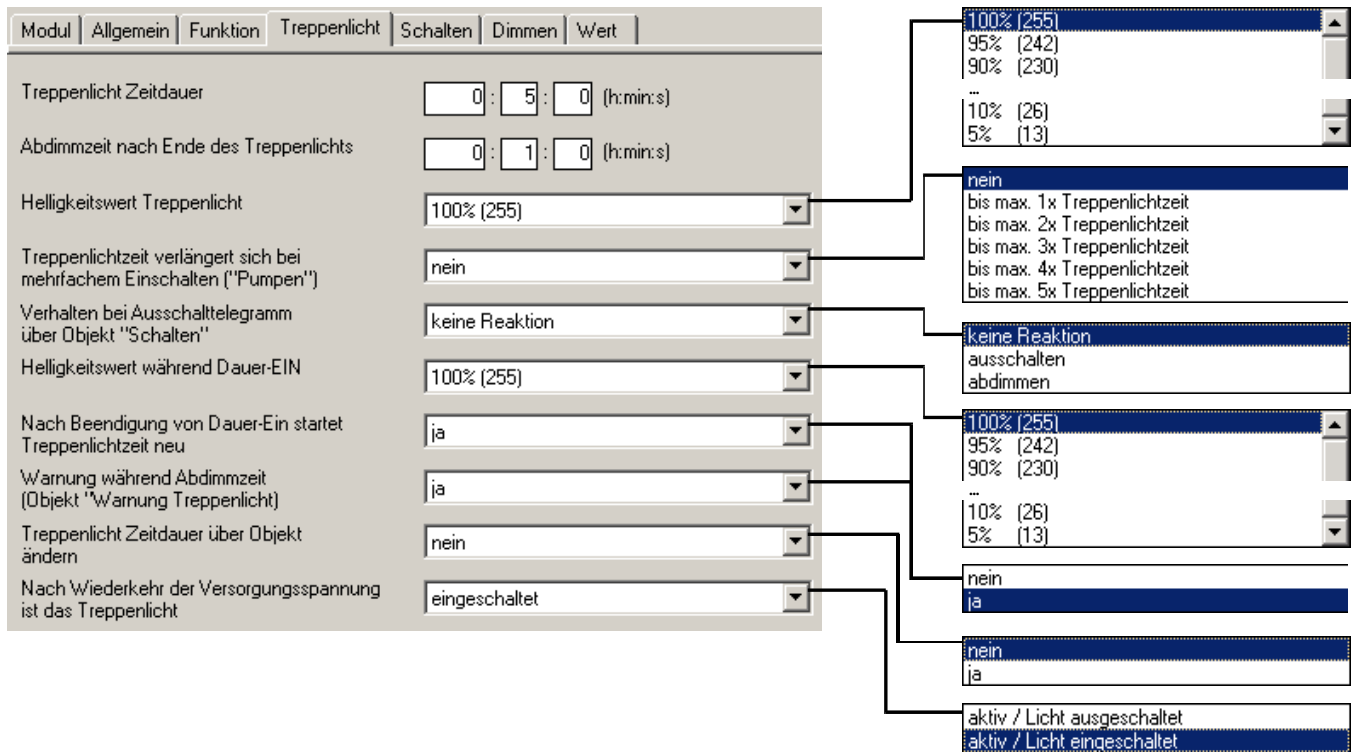 Modul Allgemein Funktion Treppenlicht Schalten Dimmen Wert
Treppenlicht Zeitdauer
0 : 5 : 0 (h:min:s)
Abdimmzeit nach Ende des Treppenlichts
0 : 1 : 0 (h:min:s)
Helligkeitswert Treppenlicht
100% (255)
Treppenlichtzeit verlängert sich bei
mehrfachem Einschalten ("Pumpen")
nein
Verhalten bei Ausschalttelegramm
über Objekt "Schalten"
keine Reaktion
Helligkeitswert während Dauer-EIN
100% (255)
Nach Beendigung von Dauer-Ein startet
Treppenlichtzeit neu
ja
Warnung während Abdimmzeit
(Objekt "Warnung Treppenlicht)
ja
Treppenlicht Zeitdauer über Objekt
ändern
nein
Nach Wiederkehr der Versorgungsspannung
ist das Treppenlicht
eingeschaltet
100% (255)
95% (242)
90% (230)
...
10% (26)
5% (13)
nein
bis max. 1x Treppenlichtzeit
bis max. 2x Treppenlichtzeit
bis max. 3x Treppenlichtzeit
bis max. 4x Treppenlichtzeit
bis max. 5x Treppenlichtzeit
keine Reaktion
ausschalten
abdimmen
100% (255)
95% (242)
90% (230)
...
10% (26)
5% (13)
nein
ja
nein
ja
aktiv / Licht ausgeschaltet
aktiv / Licht eingeschaltet